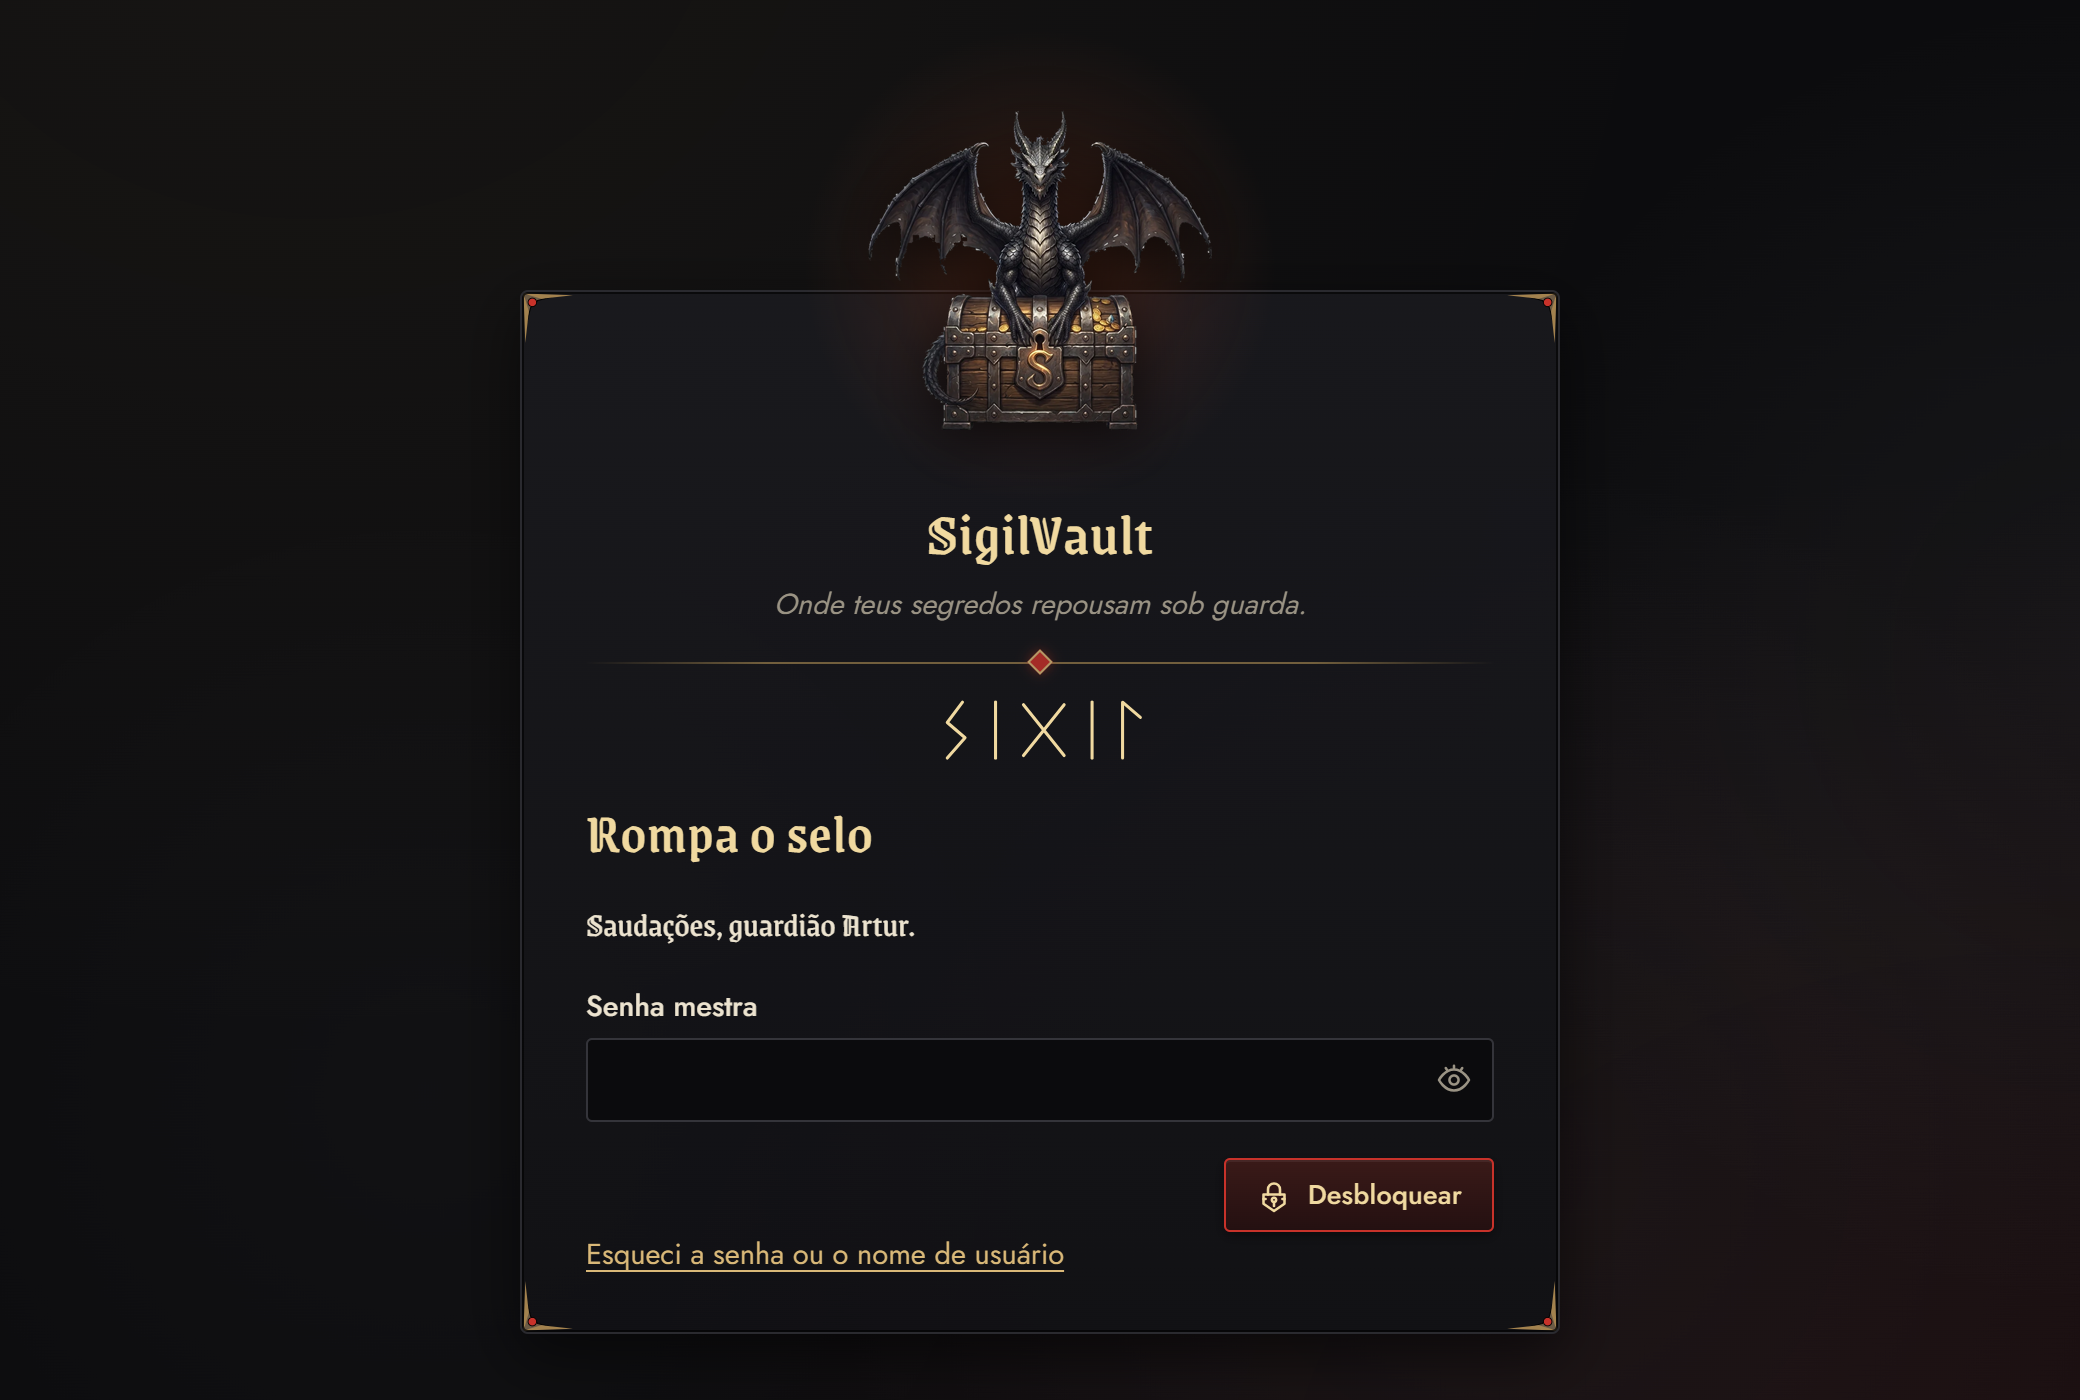 S
SigilVault
Onde teus segredos repousam sob guarda.
ᛊᛁᚷᛁᛚ
Rompa o selo
Saudações, guardião Artur.
Senha mestra
Desbloquear
Esqueci a senha ou o nome de usuário